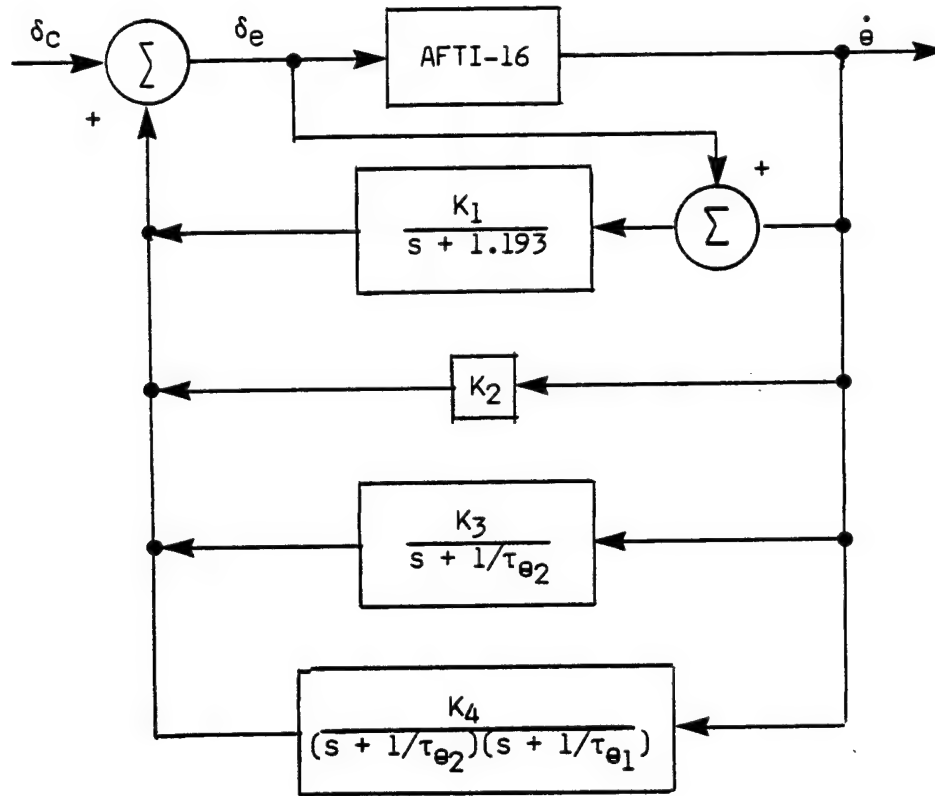 δc
Σ
+
δe
AFTI-16
θ̇
+
Σ
K₁
s + 1.193
K₂
K₃
s + 1/τθ₂
K₄
(s + 1/τθ₂)(s + 1/τθ₁)